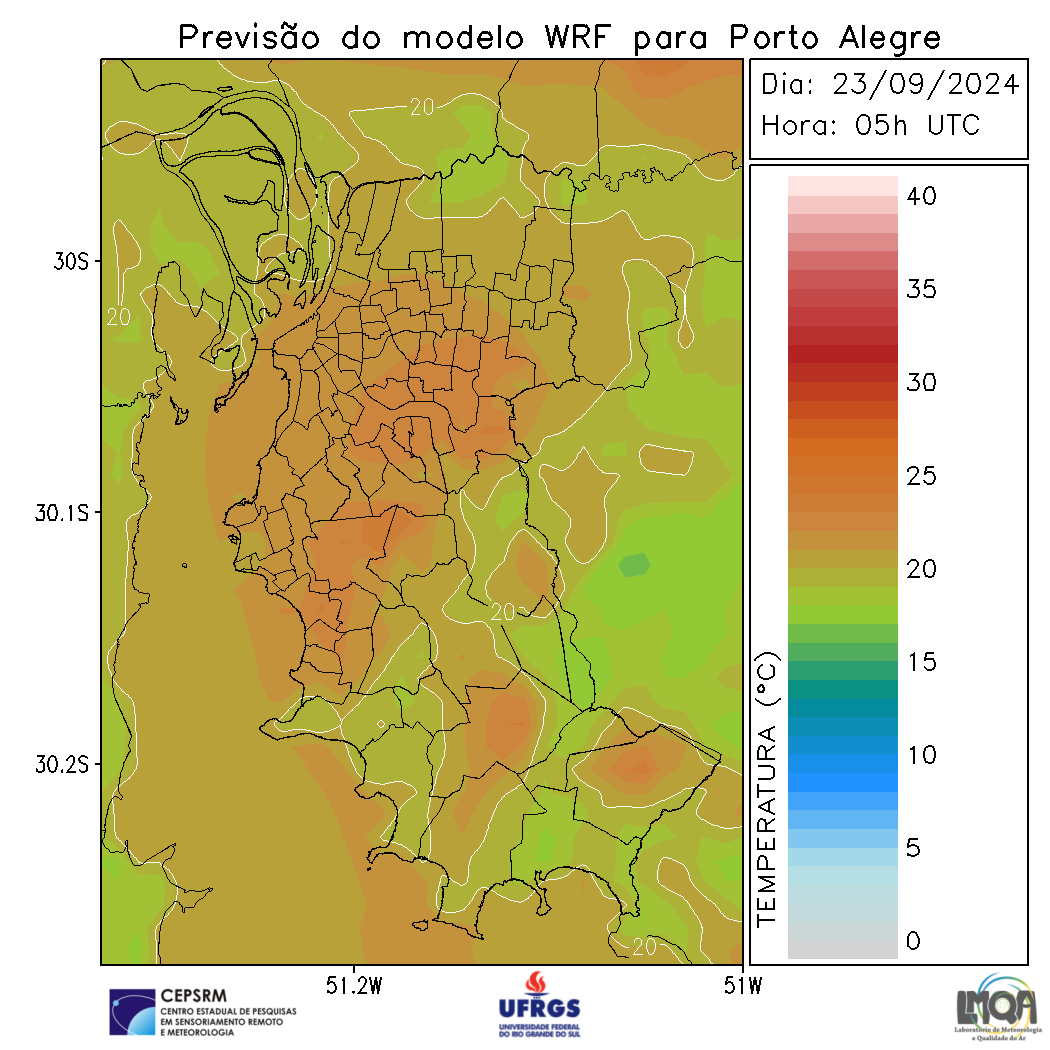 Previsão do modelo WRF para Porto Alegre
Dia: 23/09/2024
Hora: 05h UTC
20
20
20
20
30S
30.1S
30.2S
51.2W
51W
TEMPERATURA (°C)
40
35
30
25
20
15
10
5
0
CEPSRM
CENTRO ESTADUAL DE PESQUISAS
EM SENSORIAMENTO REMOTO
E METEOROLOGIA
UFRGS
UNIVERSIDADE FEDERAL
DO RIO GRANDE DO SUL
LMQA
Laboratório de Meteorologia
e Qualidade do Ar